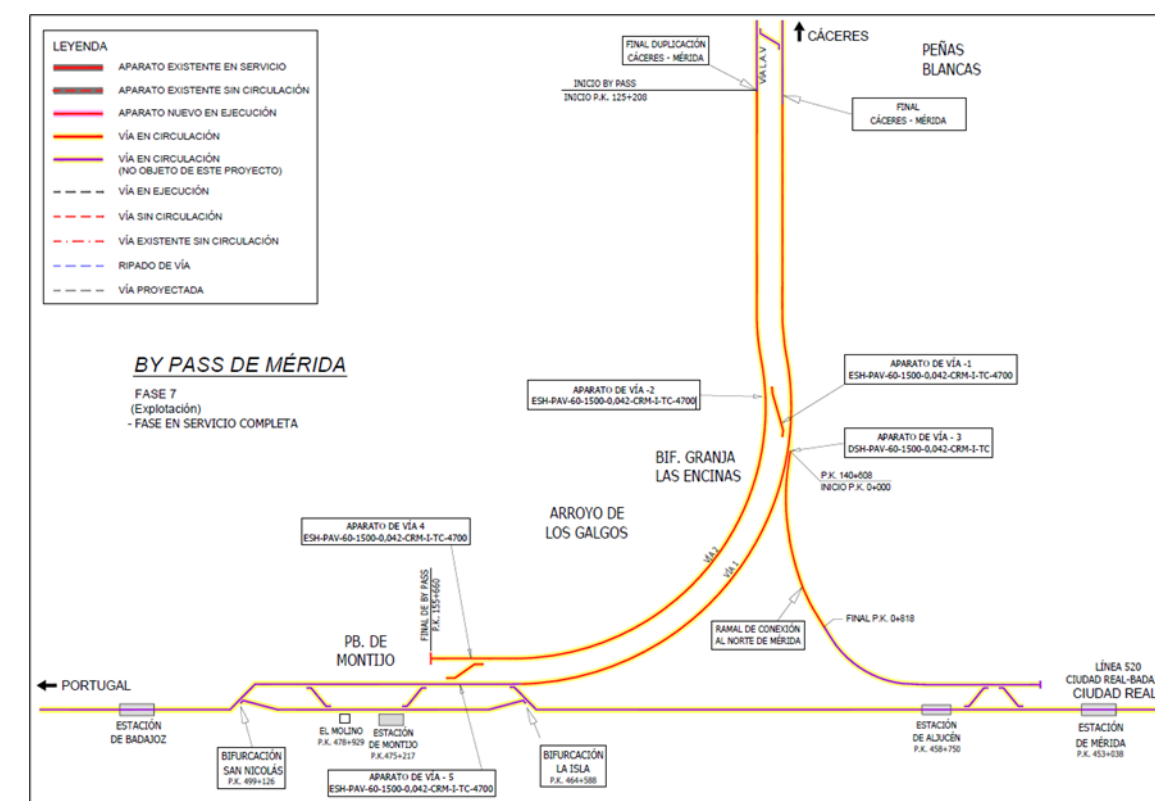 LEYENDA
APARATO EXISTENTE EN SERVICIO
APARATO EXISTENTE SIN CIRCULACIÓN
APARATO NUEVO EN EJECUCIÓN
VÍA EN CIRCULACIÓN
VÍA EN CIRCULACIÓN
(NO OBJETO DE ESTE PROYECTO)
VÍA EN EJECUCIÓN
VÍA SIN CIRCULACIÓN
VÍA EXISTENTE SIN CIRCULACIÓN
RIPADO DE VÍA
VÍA PROYECTADA
FINAL DUPLICACIÓN
CÁCERES - MÉRIDA
INICIO BY PASS
INICIO P.K. 125+208
VÍA L.A.V
CÁCERES
PEÑAS
BLANCAS
FINAL
CÁCERES - MÉRIDA
BY PASS DE MÉRIDA
FASE 7
(Explotación)
- FASE EN SERVICIO COMPLETA
APARATO DE VÍA -1
ESH-PAV-60-1500-0,042-CRM-I-TC-4700
APARATO DE VÍA -2
ESH-PAV-60-1500-0,042-CRM-I-TC-4700
APARATO DE VÍA - 3
DSH-PAV-60-1500-0,042-CRM-I-TC
P.K. 140+608
INICIO P.K. 0+000
BIF. GRANJA
LAS ENCINAS
ARROYO DE
LOS GALGOS
APARATO DE VÍA 4
ESH-PAV-60-1500-0,042-CRM-I-TC-4700
VÍA 2
VÍA 1
FINAL DE BY PASS
P.K. 155+660
RAMAL DE CONEXIÓN
AL NORTE DE MÉRIDA
FINAL P.K. 0+818
PB. DE
MONTIJO
PORTUGAL
LÍNEA 520
CIUDAD REAL-BADA
CIUDAD REAL
ESTACIÓN
DE BADAJOZ
BIFURCACIÓN
SAN NICOLÁS
P.K. 499+126
EL MOLINO
P.K. 478+929
ESTACIÓN
DE MONTIJO
P.K.475+217
APARATO DE VÍA - 5
ESH-PAV-60-1500-0,042-CRM-I-TC-4700
BIFURCACIÓN
LA ISLA
P.K. 464+588
ESTACIÓN
DE ALJUCÉN
P.K. 458+750
ESTACIÓN
DE MÉRIDA
P.K. 453+038